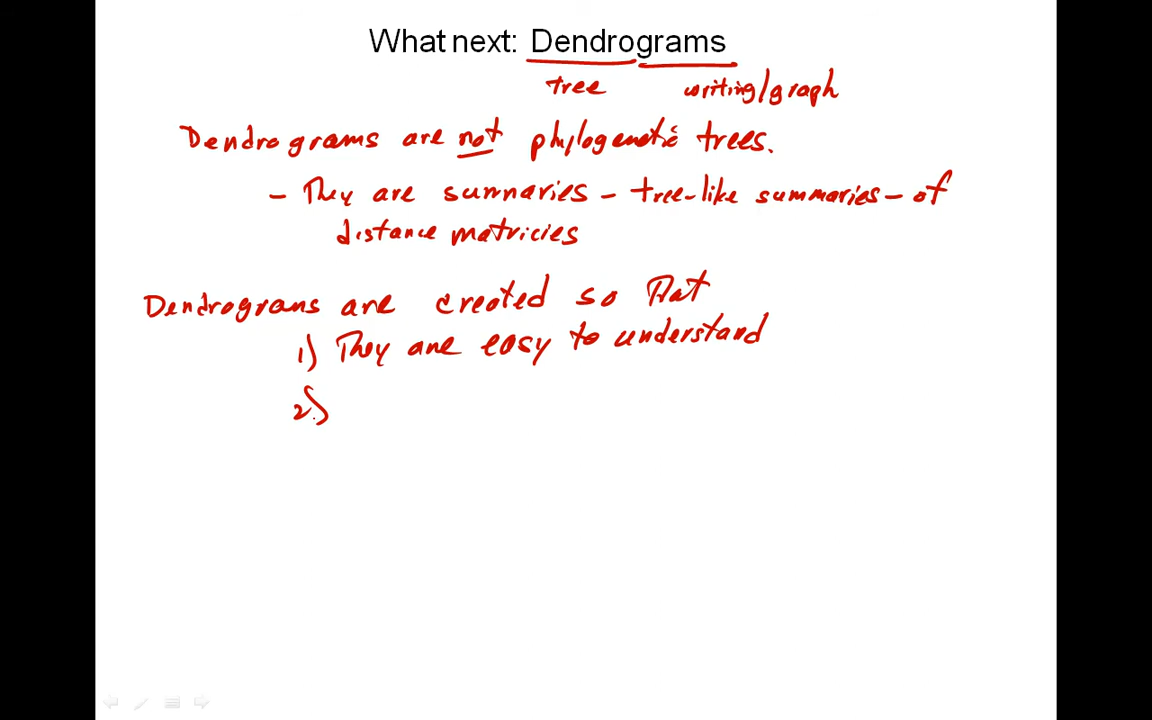 What next: Dendrograms
tree writing/graph
Dendrograms are not phylogenetic trees.
- They are summaries - tree-like summaries - of
distance matricies
Dendrograms are created so that
1) They are easy to understand
2)